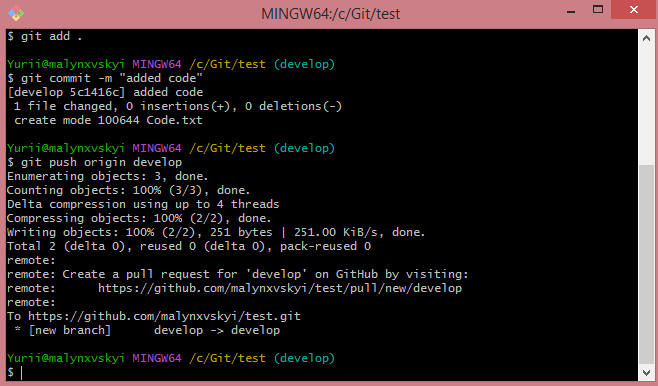 MINGW64:/c/Git/test
$ git add .
Yurii@malynxvskyi MINGW64 /c/Git/test (develop)
$ git commit -m "added code"
[develop 5c1416c] added code
 1 file changed, 0 insertions(+), 0 deletions(-)
 create mode 100644 Code.txt
Yurii@malynxvskyi MINGW64 /c/Git/test (develop)
$ git push origin develop
Enumerating objects: 3, done.
Counting objects: 100% (3/3), done.
Delta compression using up to 4 threads
Compressing objects: 100% (2/2), done.
Writing objects: 100% (2/2), 251 bytes | 251.00 KiB/s, done.
Total 2 (delta 0), reused 0 (delta 0), pack-reused 0
remote:
remote: Create a pull request for 'develop' on GitHub by visiting:
remote:      https://github.com/malynxvskyi/test/pull/new/develop
remote:
To https://github.com/malynxvskyi/test.git
 * [new branch]      develop -> develop
Yurii@malynxvskyi MINGW64 /c/Git/test (develop)
$